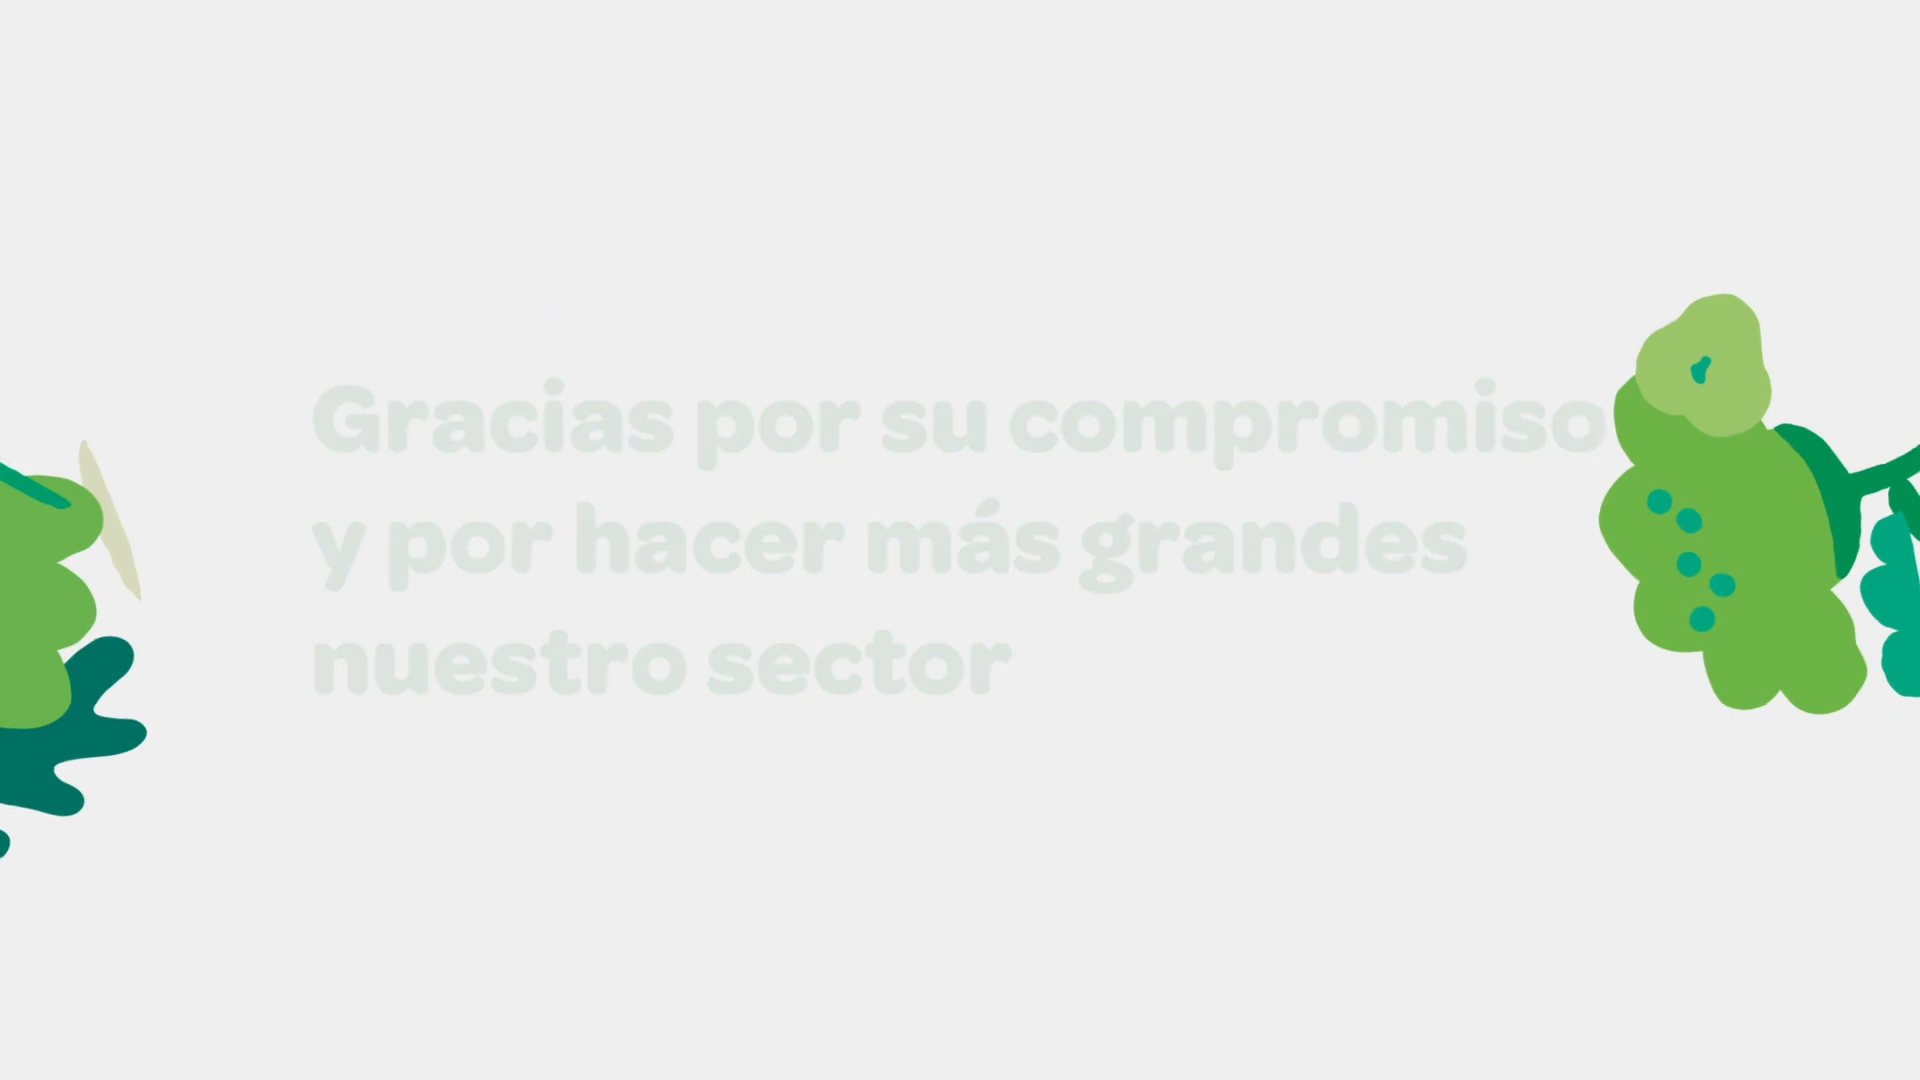 Gracias por su compromiso
y por hacer más grandes
nuestro sector